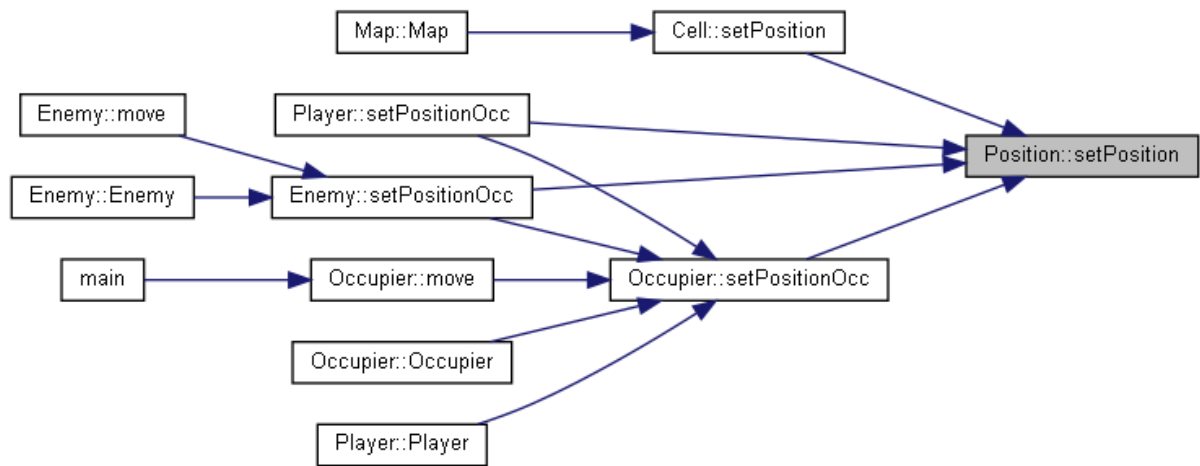 Map::Map
Cell::setPosition
Enemy::move
Player::setPositionOcc
Position::setPosition
Enemy::Enemy
Enemy::setPositionOcc
main
Occupier::move
Occupier::setPositionOcc
Occupier::Occupier
Player::Player